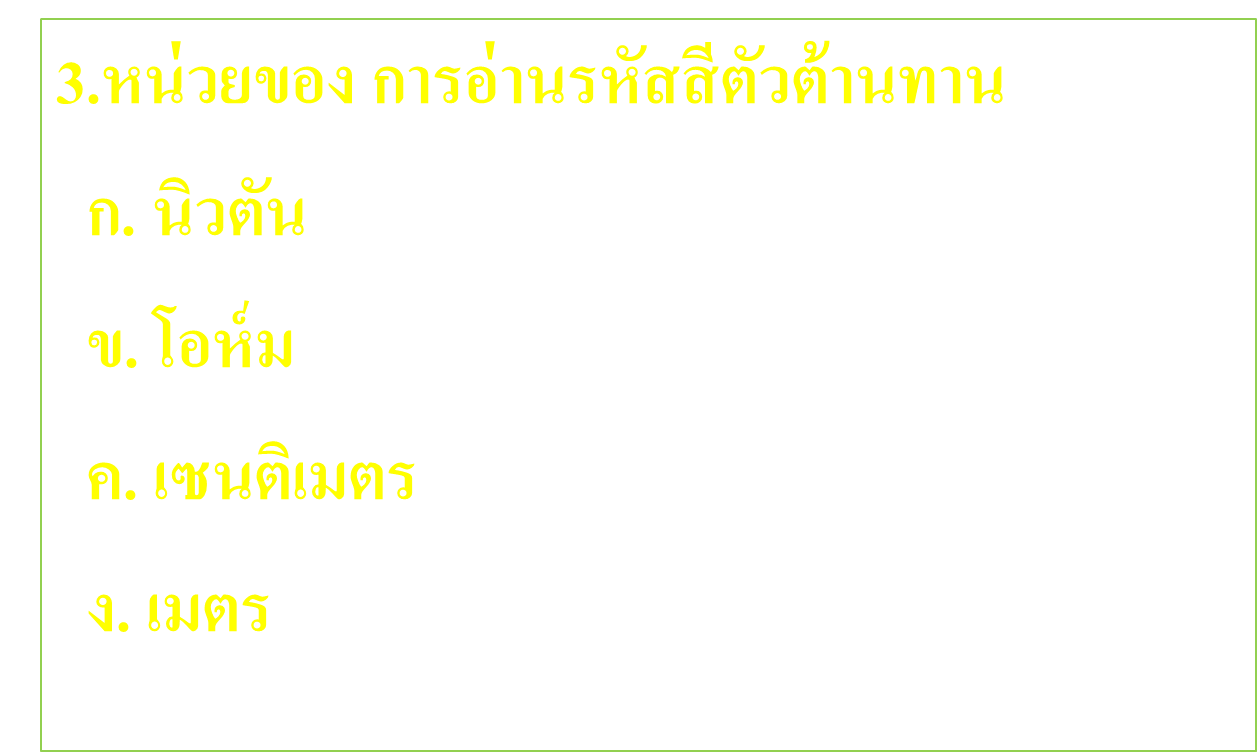 3.หน่วยของ การอ่านรหัสสีตัวต้านทาน
ก. นิวตัน
ข. โอห์ม
ค. เซนติเมตร
ง. เมตร